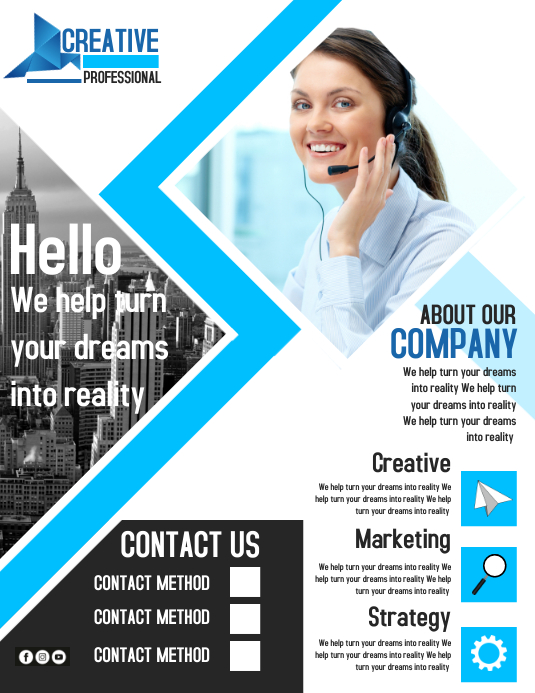 CREATIVE
PROFESSIONAL
Hello
We help turn
your dreams
into reality
ABOUT OUR
COMPANY
We help turn your dreams
into reality We help turn
your dreams into reality
We help turn your dreams
into reality
Creative
We help turn your dreams into reality We
help turn your dreams into reality We help
turn your dreams into reality
Marketing
We help turn your dreams into reality We
help turn your dreams into reality We help
turn your dreams into reality
Strategy
We help turn your dreams into reality We
help turn your dreams into reality We help
turn your dreams into reality
CONTACT US
CONTACT METHOD
CONTACT METHOD
CONTACT METHOD